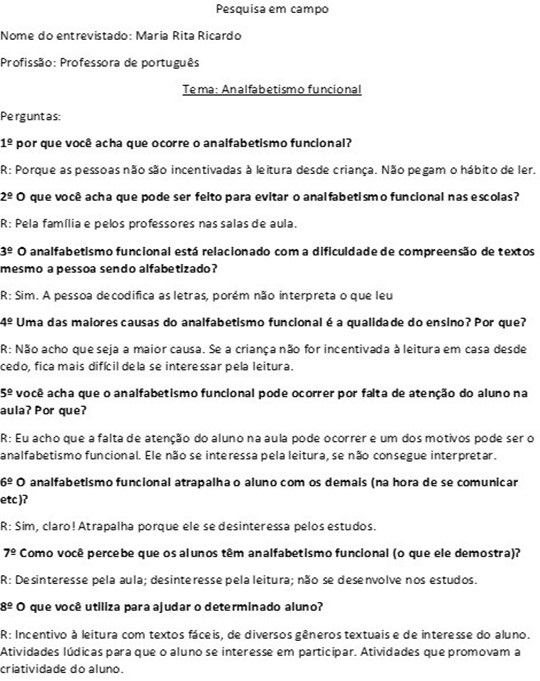 Pesquisa em campo
Nome do entrevistado: Maria Rita Ricardo
Profissão: Professora de português
Tema: Analfabetismo funcional
Perguntas:
1º por que você acha que ocorre o analfabetismo funcional?
R: Porque as pessoas não são incentivadas à leitura desde criança. Não pegam o hábito de ler.
2º O que você acha que pode ser feito para evitar o analfabetismo funcional nas escolas?
R: Pela família e pelos professores nas salas de aula.
3º O analfabetismo funcional está relacionado com a dificuldade de compreensão de textos
mesmo a pessoa sendo alfabetizado?
R: Sim. A pessoa decodifica as letras, porém não interpreta o que leu
4º Uma das maiores causas do analfabetismo funcional é a qualidade do ensino? Por que?
R: Não acho que seja a maior causa. Se a criança não for incentivada à leitura em casa desde
cedo, fica mais difícil dela se interessar pela leitura.
5º você acha que o analfabetismo funcional pode ocorrer por falta de atenção do aluno na
aula? Por que?
R: Eu acho que a falta de atenção do aluno na aula pode ocorrer e um dos motivos pode ser o
analfabetismo funcional. Ele não se interessa pela leitura, se não consegue interpretar.
6º O analfabetismo funcional atrapalha o aluno com os demais (na hora de se comunicar
etc)?
R: Sim, claro! Atrapalha porque ele se desinteressa pelos estudos.
7º Como você percebe que os alunos têm analfabetismo funcional (o que ele demostra)?
R: Desinteresse pela aula; desinteresse pela leitura; não se desenvolve nos estudos.
8º O que você utiliza para ajudar o determinado aluno?
R: Incentivo à leitura com textos fáceis, de diversos gêneros textuais e de interesse do aluno.
Atividades lúdicas para que o aluno se interesse em participar. Atividades que promovam a
criatividade do aluno.